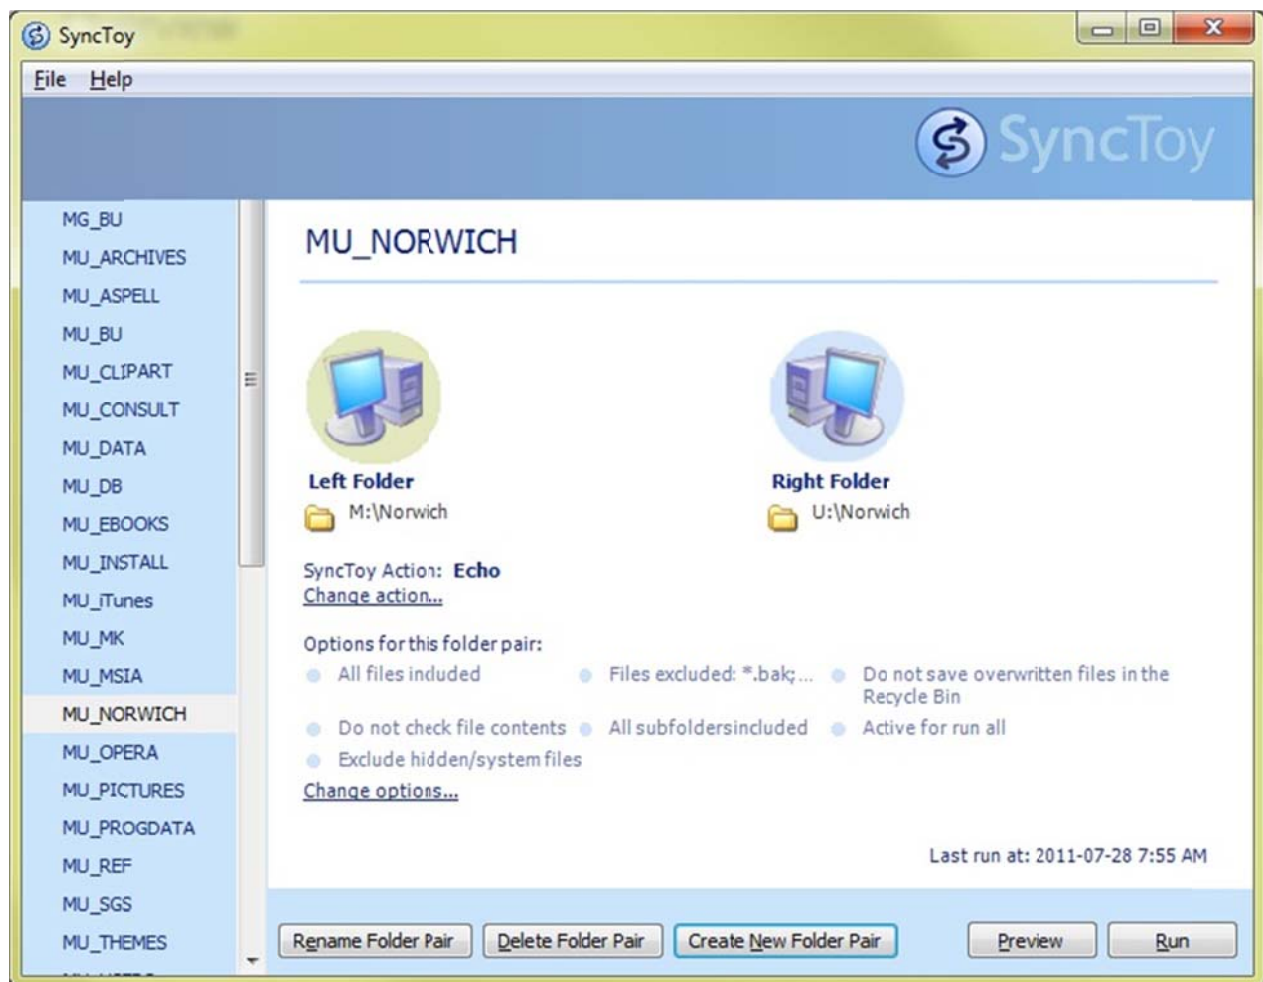 SyncToy
File Help
SyncToy
MG_BU
MU_ARCHIVES
MU_ASPELL
MU_BU
MU_CLIPART
MU_CONSULT
MU_DATA
MU_DB
MU_EBOOKS
MU_INSTALL
MU_iTunes
MU_MK
MU_MSIA
MU_NORWICH
MU_OPERA
MU_PICTURES
MU_PROGDATA
MU_REF
MU_SGS
MU_THEMES
MU_NORWICH
Left Folder
M:\Norwich
Right Folder
U:\Norwich
SyncToy Action: Echo
Change action...
Options for this folder pair:
All files included
Files excluded: *.bak; ...
Do not save overwritten files in the
Recycle Bin
Do not check file contents
All subfolders included
Active for run all
Exclude hidden/system files
Change options...
Last run at: 2011-07-28 7:55 AM
Rename Folder Pair
Delete Folder Pair
Create New Folder Pair
Preview
Run